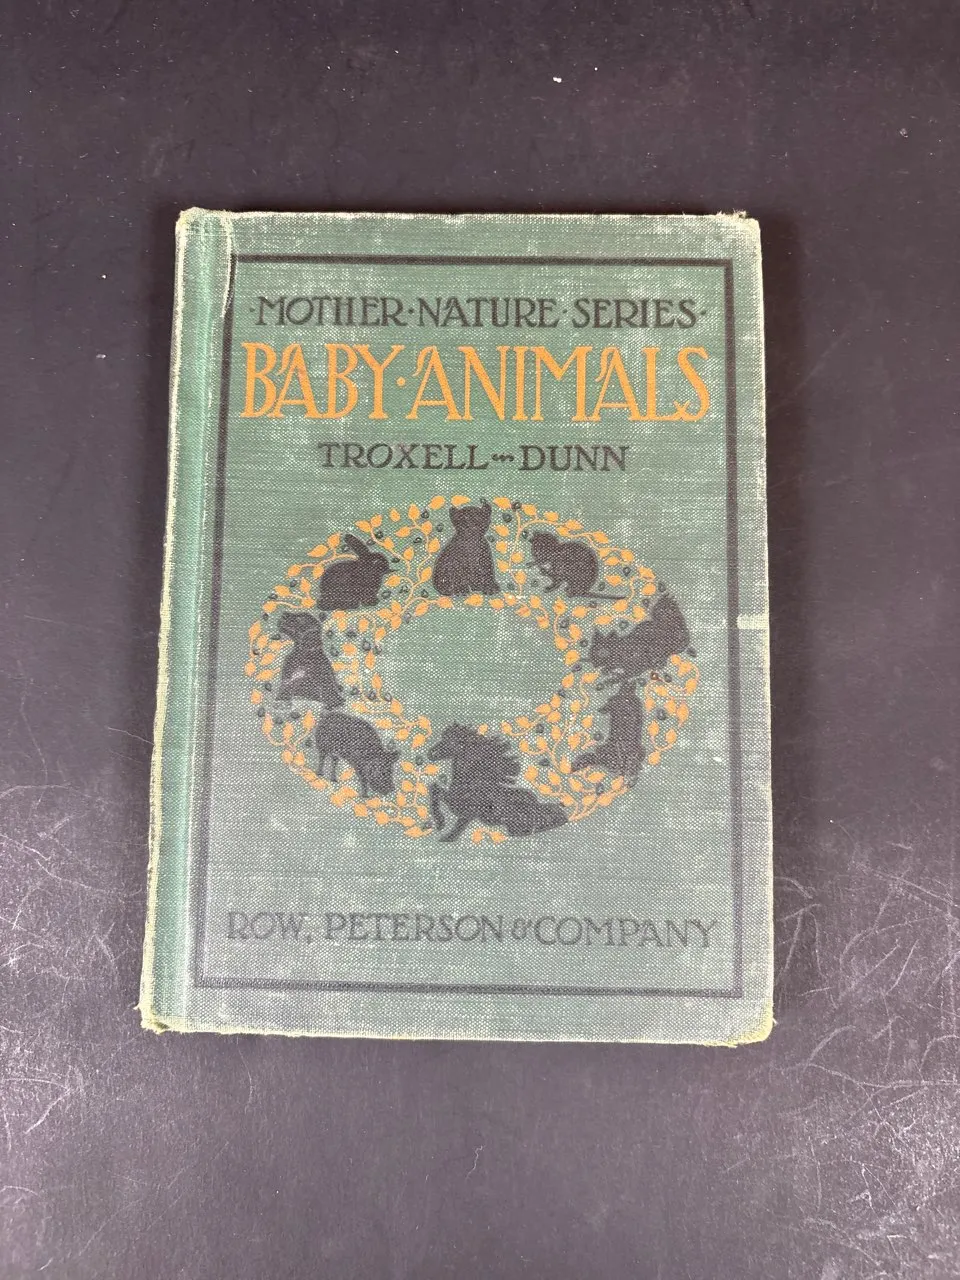 ·MOTHER·NATURE·SERIES·
BABY·ANIMALS
TROXELL~DUNN
ROW, PETERSON & COMPANY